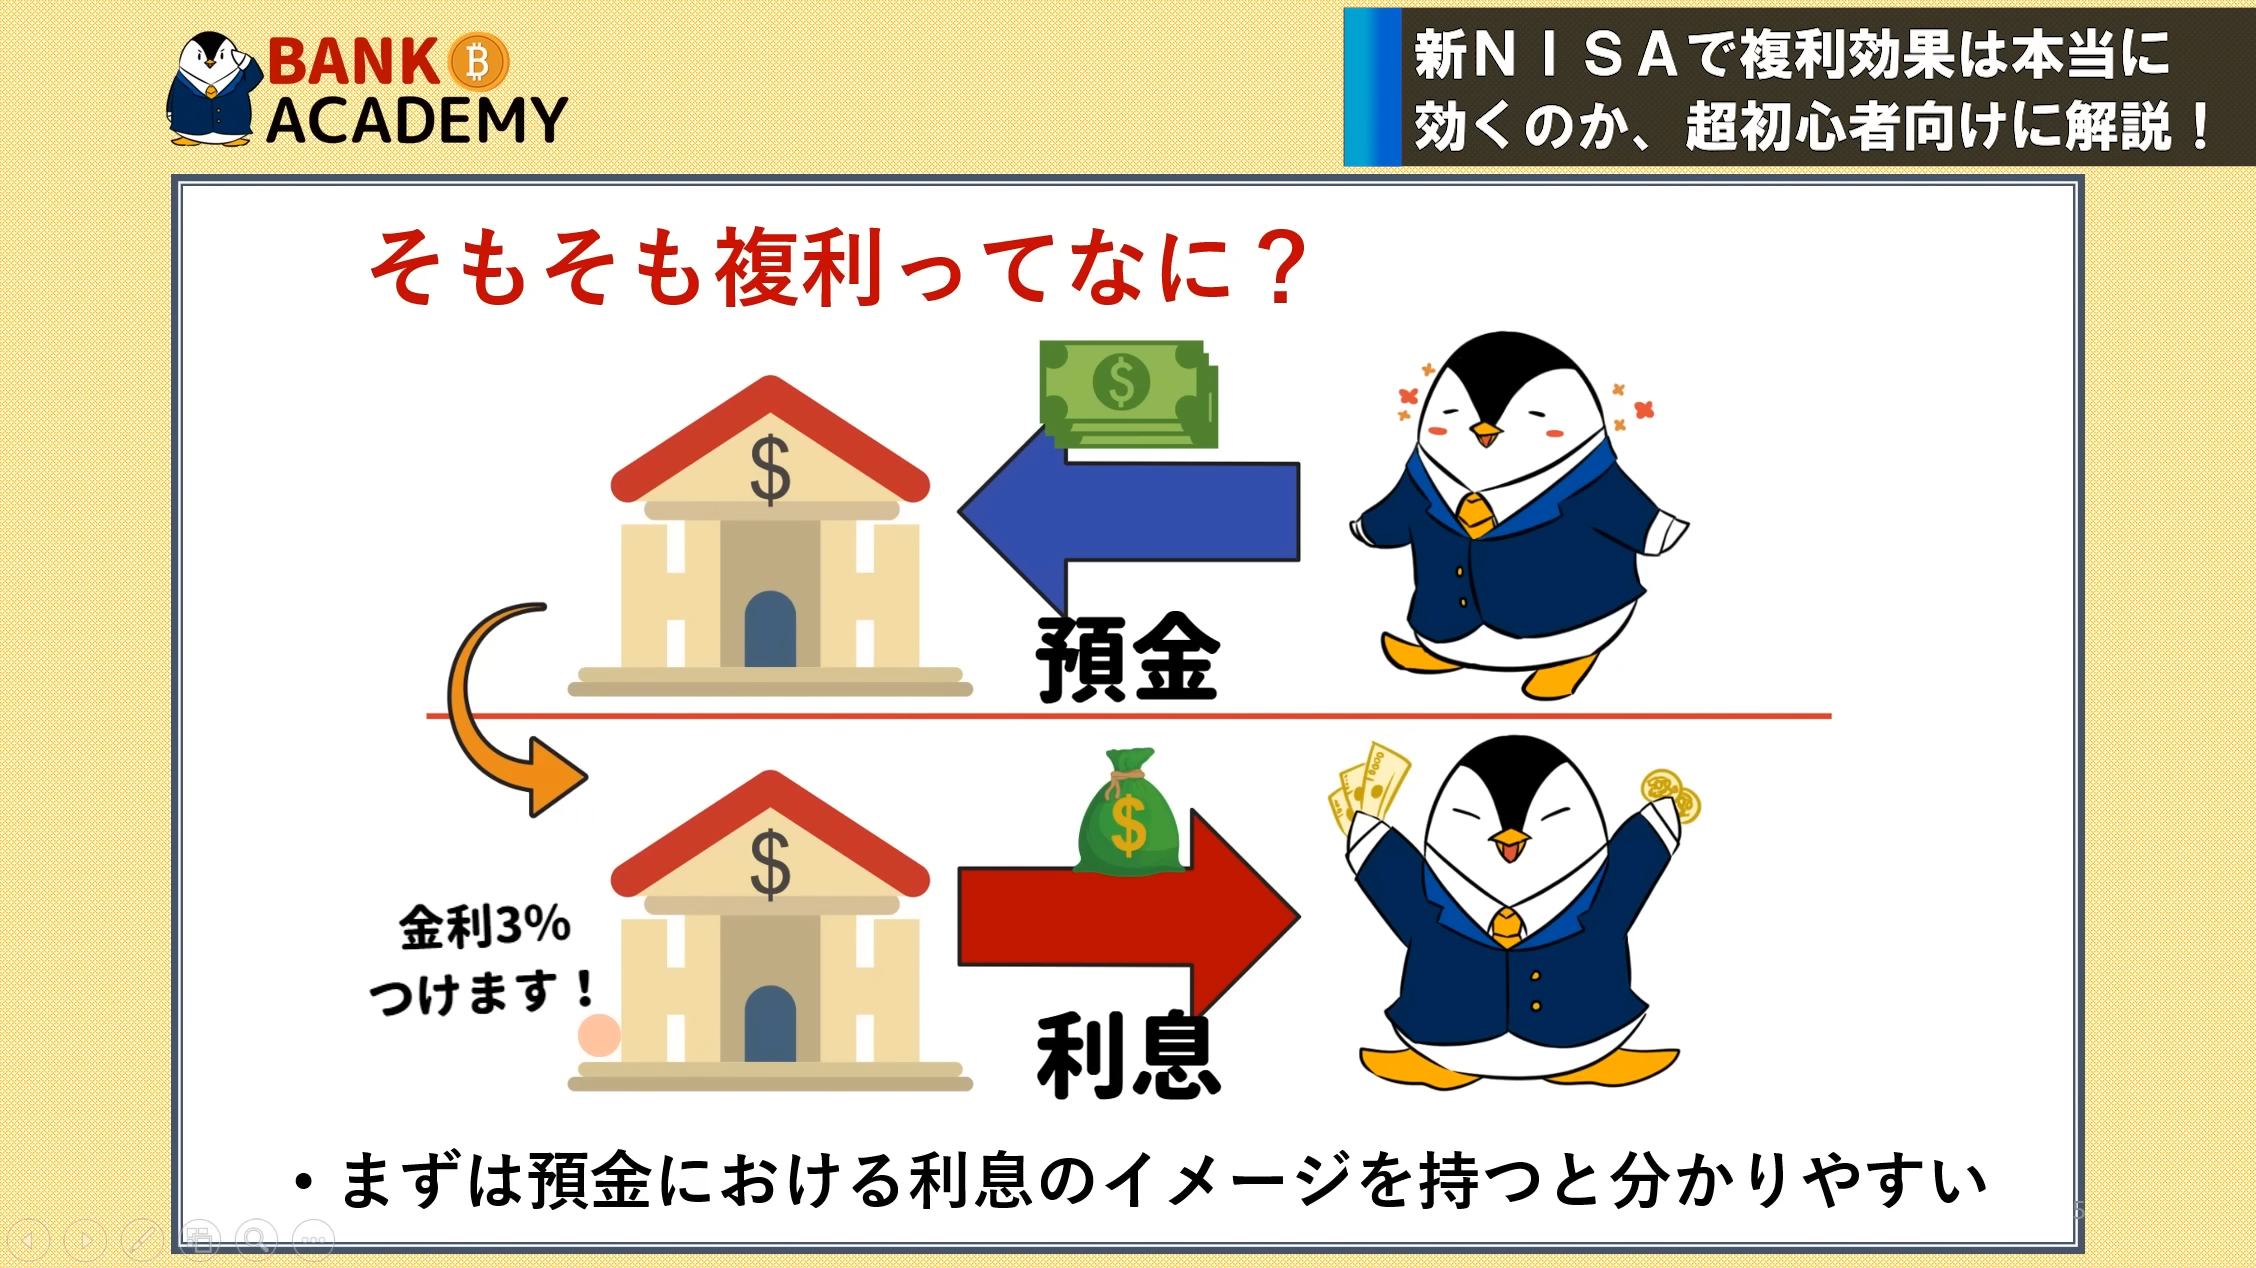 BANK
ACADEMY
新NISAで複利効果は本当に
効くのか、超初心者向けに解説！
そもそも複利ってなに？
$
$
預金
$
金利3%
つけます！
$
利息
・まずは預金における利息のイメージを持つと分かりやすい
5